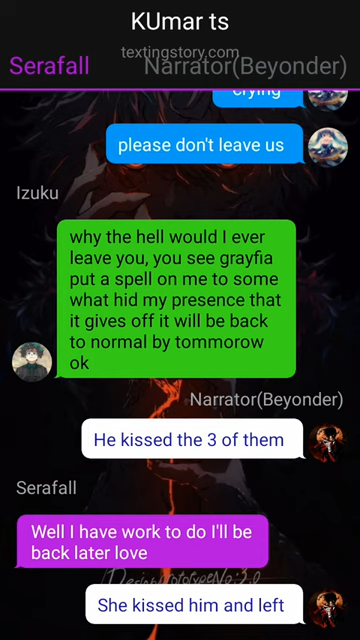 KUmar ts
textingstory.com
Serafall
Narrator(Beyonder)
crying
please don't leave us
Izuku
why the hell would I ever
leave you, you see grayfia
put a spell on me to some
what hid my presence that
it gives off it will be back
to normal by tommorow
ok
Narrator(Beyonder)
He kissed the 3 of them
Serafall
Well I have work to do I'll be
back later love
She kissed him and left